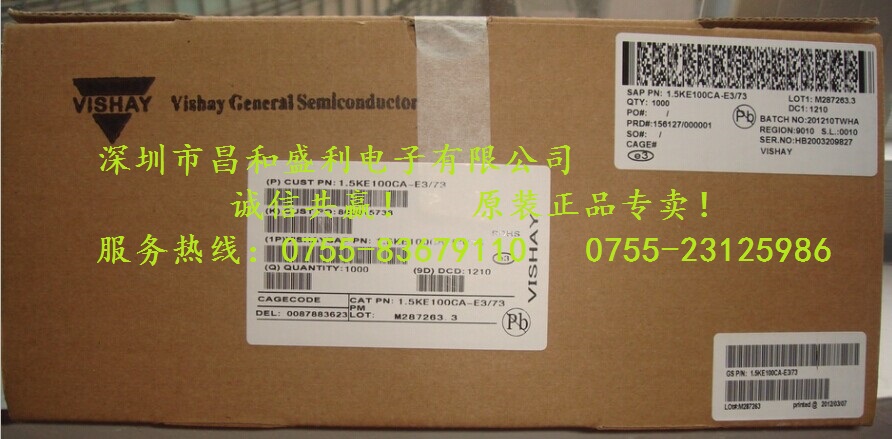 VISHAY
Vishay General Semiconductor
SAP PN: 1.5KE100CA-E3/73
QTY: 1000
LOT1: M287263.3
PO#: /
DC1: 1210
PRD#:156127/000001
BATCH NO:201210TWHA
SO#: /
REGION:9010 S.L.:0010
CAGE#
SER.NO:HB2003209827
Pb
e3
VISHAY
深圳市昌和盛利电子有限公司
(P) CUST PN: 1.5KE100CA-E3/73
诚信共赢! 原装正品专卖!
服务热线：0755-83679110 0755-23125986
(Q) QUANTITY:1000
(9D) DCD:1210
e3
VISHAY
CAGECODE
CAT PN: 1.5KE100CA-E3/73
PM
DEL: 0087883623
LOT: M287263.3
Pb
GS P/N: 1.5KE100CA-E3/73
LOT#:M287263
printed @ 2012/03/07